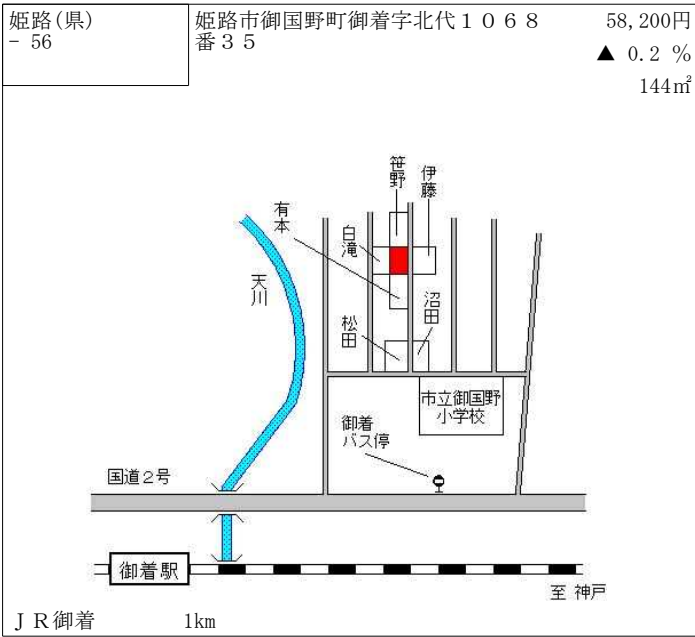 姫路(県)
- 56
姫路市御国野町御着字北代１０６８
番３５
58,200円
▲ 0.2 %
144㎡
笹野
伊藤
有本
白滝
天川
沼田
松田
市立御国野
小学校
御着
バス停
国道２号
御着駅
至 神戸
ＪＲ御着 1km